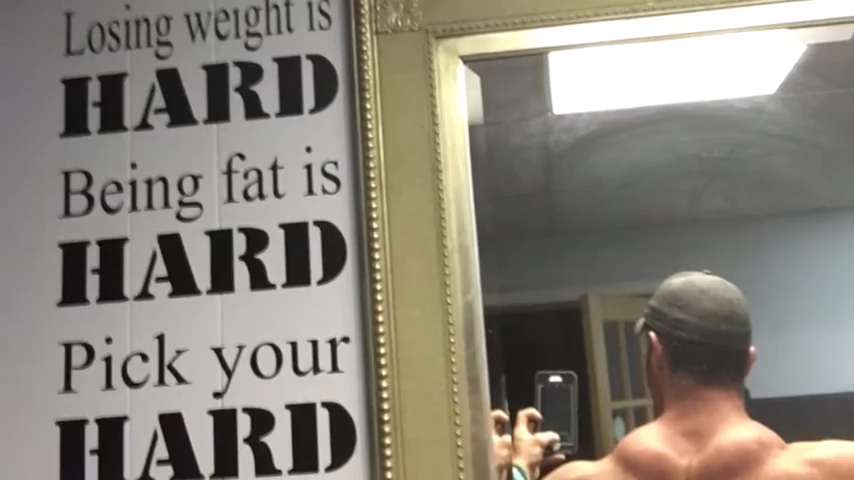 Losing weight is
HARD
Being fat is
HARD
Pick your
HARD